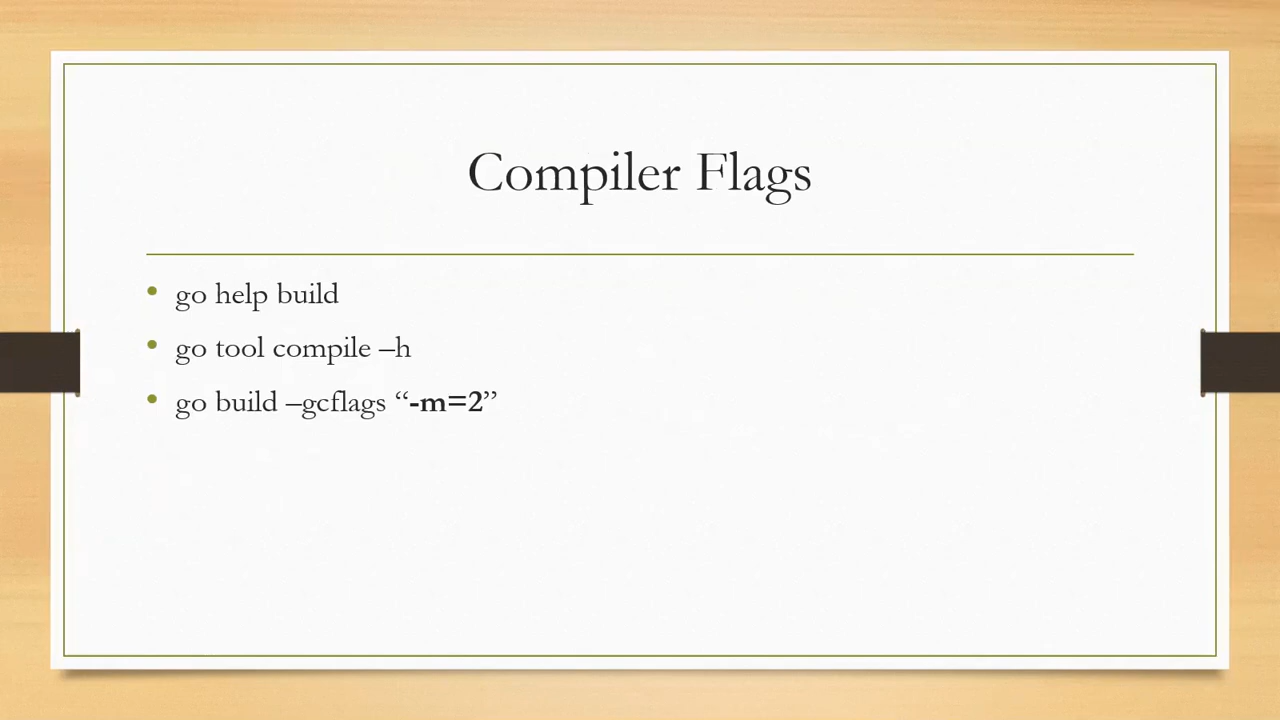 Compiler Flags
• go help build
• go tool compile –h
• go build –gcflags “-m=2”